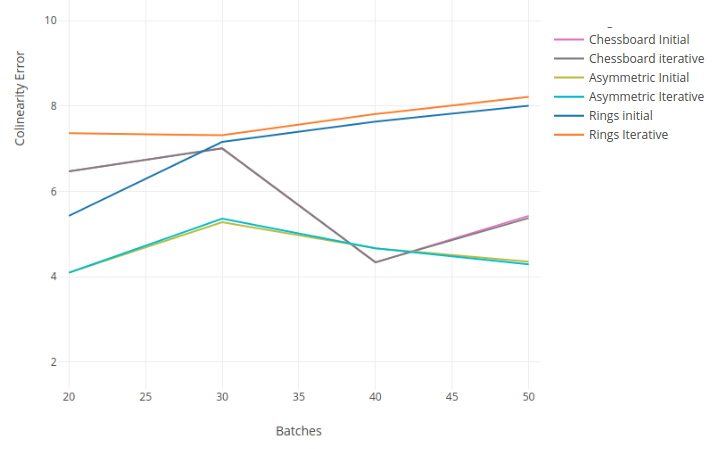 10
8
6
4
2
Colinearity Error
20
25
30
35
40
45
50
Batches
Chessboard Initial
Chessboard iterative
Asymmetric Initial
Asymmetric Iterative
Rings initial
Rings Iterative